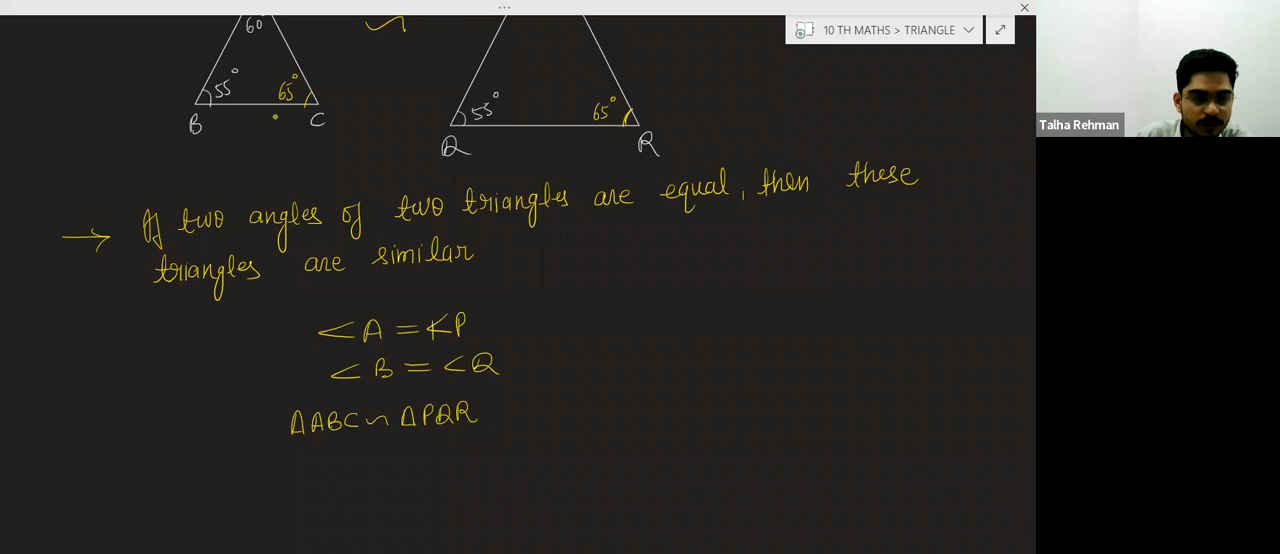 10 TH MATHS > TRIANGLE
60
55° 65°
B C
55° 65°
Q R
Talha Rehman
→ If two angles of two triangles are equal, then these
triangles are similar
<A = <P
<B = <Q
ΔABC ~ ΔPQR